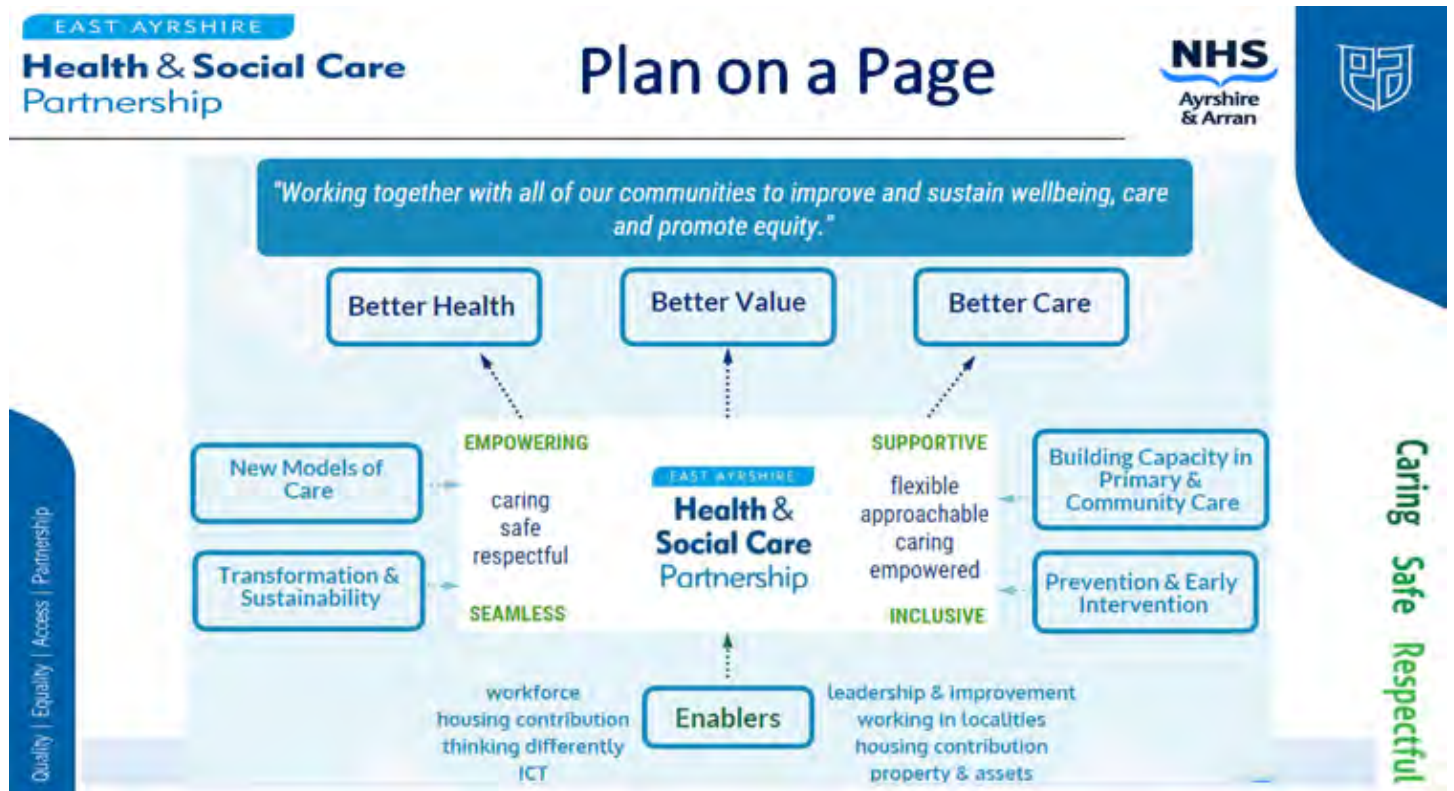 EAST AYRSHIRE
Health & Social Care
Partnership
Plan on a Page
NHS
Ayrshire
& Arran
"Working together with all of our communities to improve and sustain wellbeing, care
and promote equity."
Better Health
Better Value
Better Care
New Models of
Care
Transformation &
Sustainability
EMPOWERING
caring
safe
respectful
SEAMLESS
EAST AYRSHIRE
Health &
Social Care
Partnership
SUPPORTIVE
flexible
approachable
caring
empowered
INCLUSIVE
Building Capacity in
Primary &
Community Care
Prevention & Early
Intervention
workforce
housing contribution
thinking differently
ICT
Enablers
leadership & improvement
working in localities
housing contribution
property & assets
Quality | Equality | Access | Partnership
Caring Safe Respectful